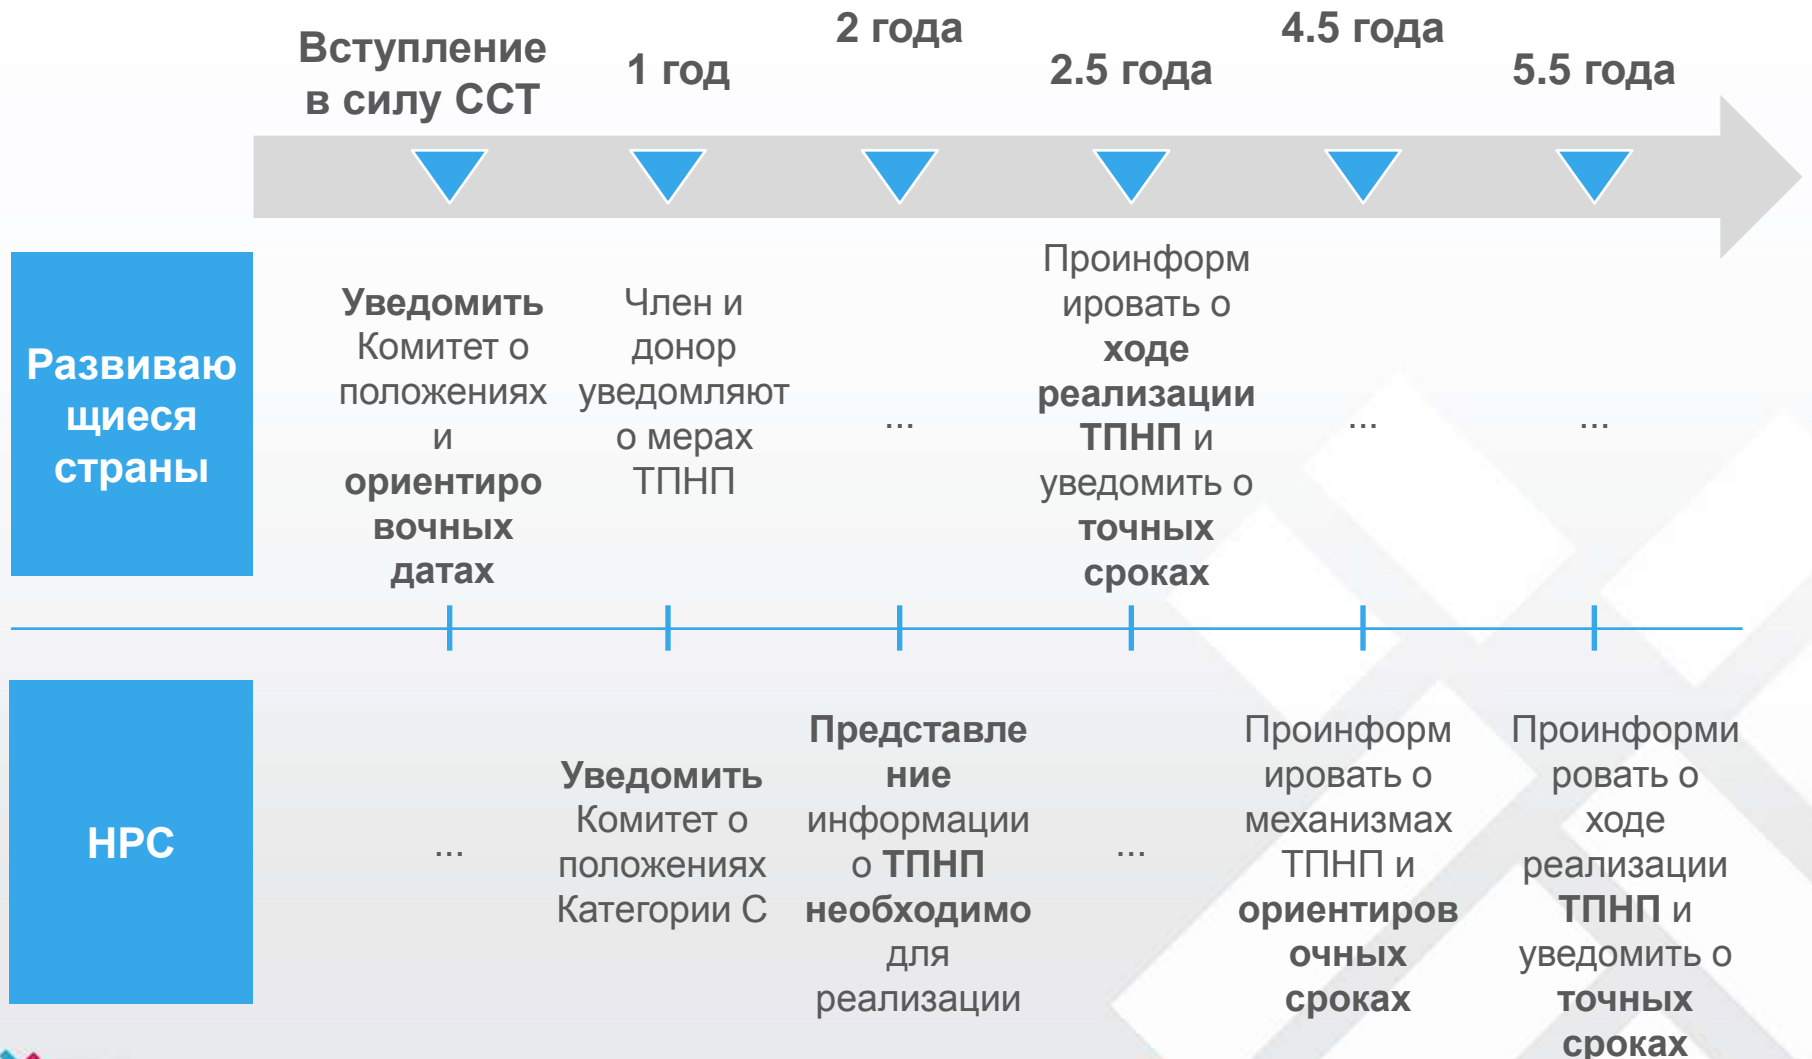 Вступление
в силу ССТ
1 год
2 года
2.5 года
4.5 года
5.5 года
Развиваю
щиеся
страны
Уведомить
Комитет о
положениях
и
ориентиро
вочных
датах
Член и
донор
уведомляют
о мерах
ТПНП
...
Проинформ
ировать о
ходе
реализации
ТПНП и
уведомить о
точных
сроках
...
...
НРС
...
Уведомить
Комитет о
положениях
Категории С
Представле
ние
информации
о ТПНП
необходимо
для
реализации
...
Проинформ
ировать о
механизмах
ТПНП и
ориентиров
очных
сроках
Проинформи
ровать о
ходе
реализации
ТПНП и
уведомить о
точных
сроках